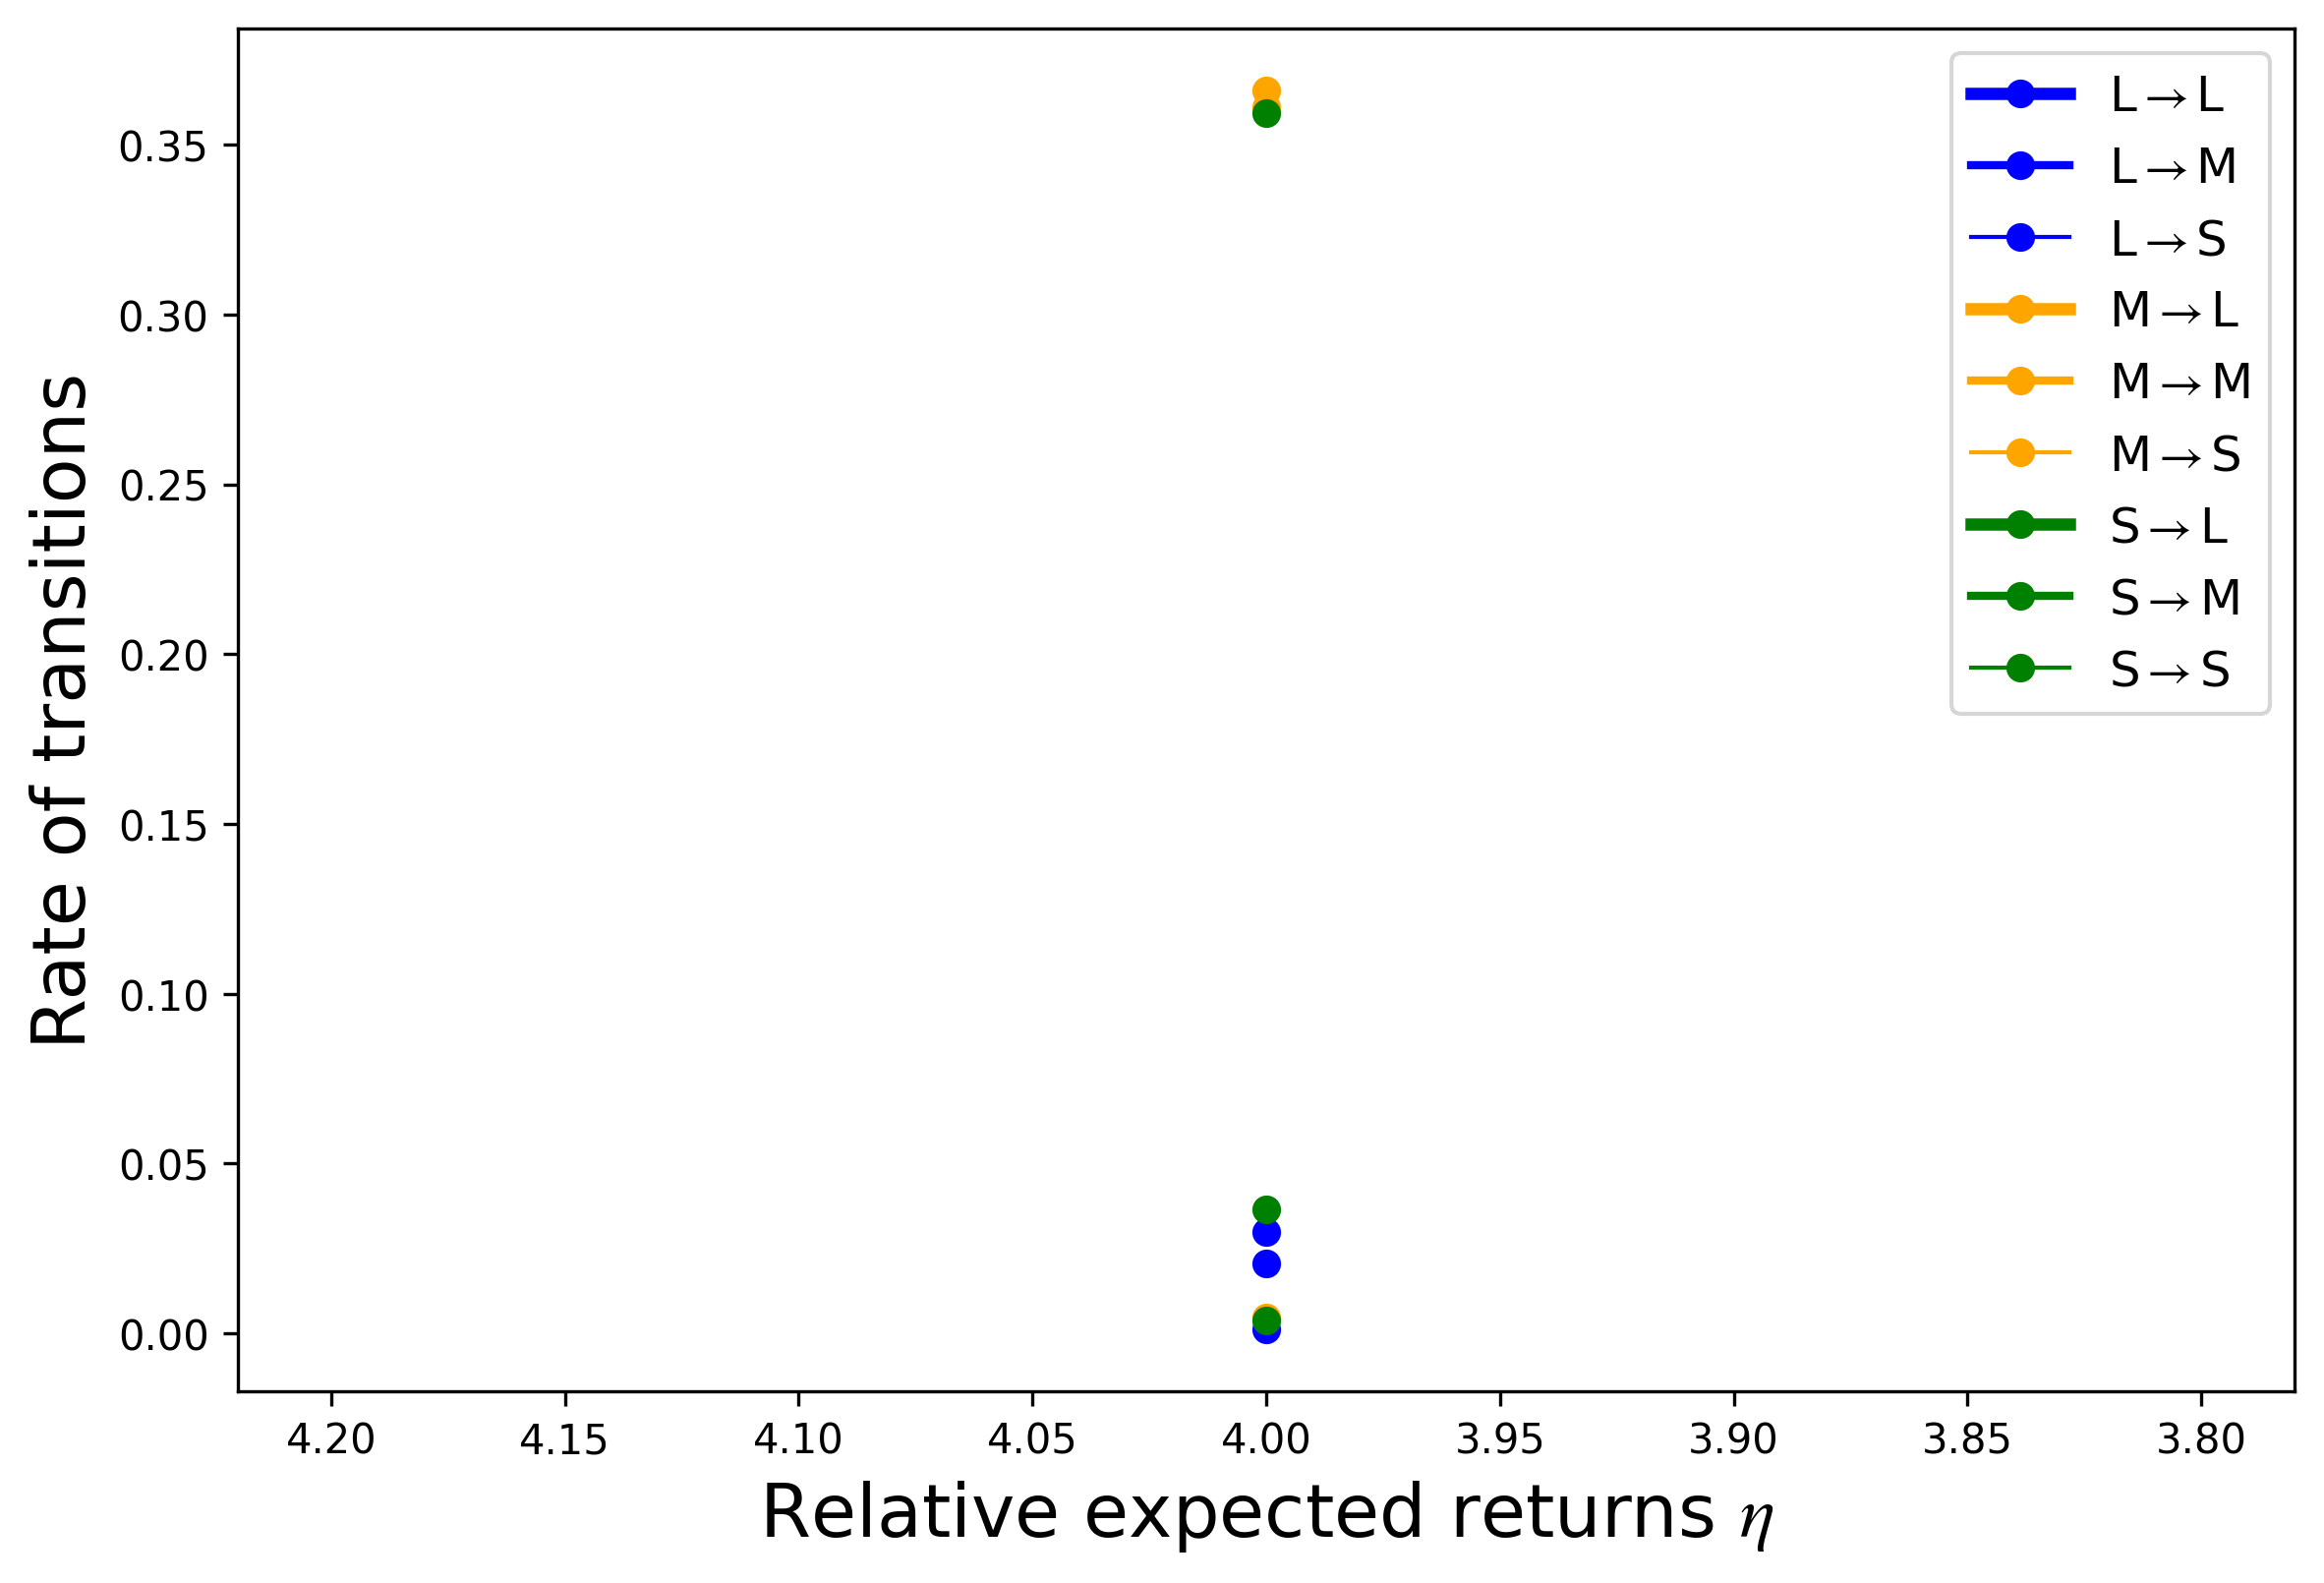 Rate of transitions
0.35
0.30
0.25
0.20
0.15
0.10
0.05
0.00
L→L
L→M
L→S
M→L
M→M
M→S
S→L
S→M
S→S
4.20 4.15 4.10 4.05 4.00 3.95 3.90 3.85 3.80
Relative expected returns η